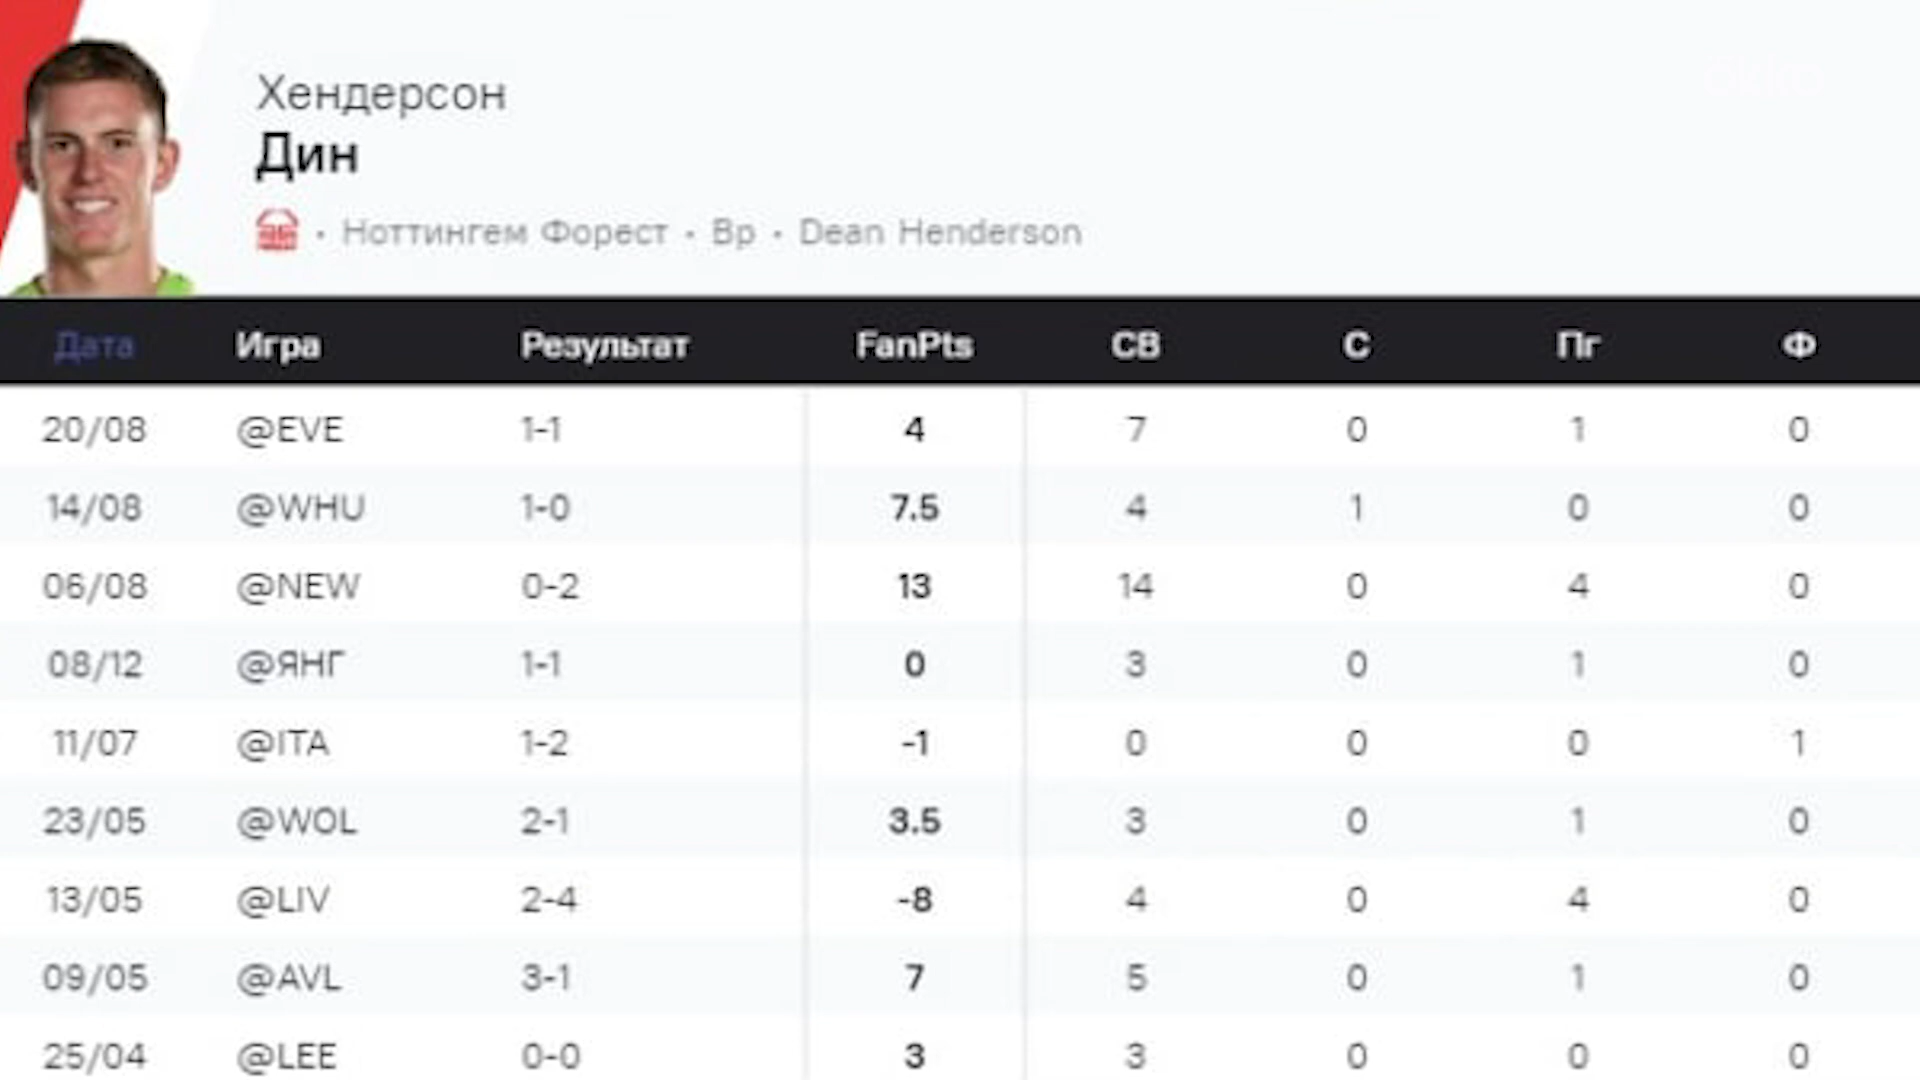 Хендерсон
Дин
• Ноттингем Форест • Вр • Dean Henderson
Дата Игра Результат FanPts СВ С Пг Ф
20/08 @EVE 1-1 4 7 0 1 0
14/08 @WHU 1-0 7.5 4 1 0 0
06/08 @NEW 0-2 13 14 0 4 0
08/12 @ЯНГ 1-1 0 3 0 1 0
11/07 @ITA 1-2 -1 0 0 0 1
23/05 @WOL 2-1 3.5 3 0 1 0
13/05 @LIV 2-4 -8 4 0 4 0
09/05 @AVL 3-1 7 5 0 1 0
25/04 @LEE 0-0 3 3 0 0 0